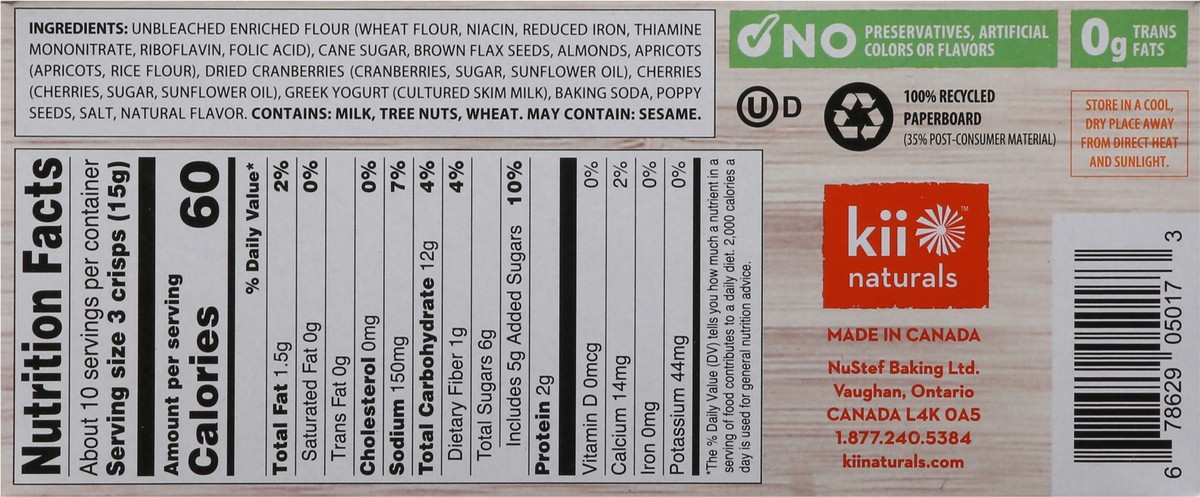 INGREDIENTS: UNBLEACHED ENRICHED FLOUR (WHEAT FLOUR, NIACIN, REDUCED IRON, THIAMINE
MONONITRATE, RIBOFLAVIN, FOLIC ACID), CANE SUGAR, BROWN FLAX SEEDS, ALMONDS, APRICOTS
(APRICOTS, RICE FLOUR), DRIED CRANBERRIES (CRANBERRIES, SUGAR, SUNFLOWER OIL), CHERRIES
(CHERRIES, SUGAR, SUNFLOWER OIL), GREEK YOGURT (CULTURED SKIM MILK), BAKING SODA, POPPY
SEEDS, SALT, NATURAL FLAVOR. CONTAINS: MILK, TREE NUTS, WHEAT. MAY CONTAIN: SESAME.
Nutrition Facts
About 10 servings per container
Serving size 3 crisps (15g)
Amount per serving
Calories 60
% Daily Value*
Total Fat 1.5g 2%
Saturated Fat 0g 0%
Trans Fat 0g
Cholesterol 0mg 0%
Sodium 150mg 7%
Total Carbohydrate 12g 4%
Dietary Fiber 1g 4%
Total Sugars 6g
Includes 5g Added Sugars 10%
Protein 2g
Vitamin D 0mcg 0%
Calcium 14mg 2%
Iron 0mg 0%
Potassium 44mg 0%
*The % Daily Value (DV) tells you how much a nutrient in a
serving of food contributes to a daily diet. 2,000 calories a
day is used for general nutrition advice.
NO PRESERVATIVES, ARTIFICIAL
COLORS OR FLAVORS
0g TRANS
FATS
U D
100% RECYCLED
PAPERBOARD
(35% POST-CONSUMER MATERIAL)
STORE IN A COOL,
DRY PLACE AWAY
FROM DIRECT HEAT
AND SUNLIGHT.
kii ™
naturals
MADE IN CANADA
NuStef Baking Ltd.
Vaughan, Ontario
CANADA L4K 0A5
1.877.240.5384
kiinaturals.com
6 78629 05017 3